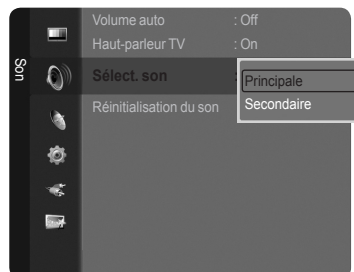 Son
Volume auto : Off
Haut-parleur TV : On
Sélect. son :
Principale
Secondaire
Réinitialisation du son